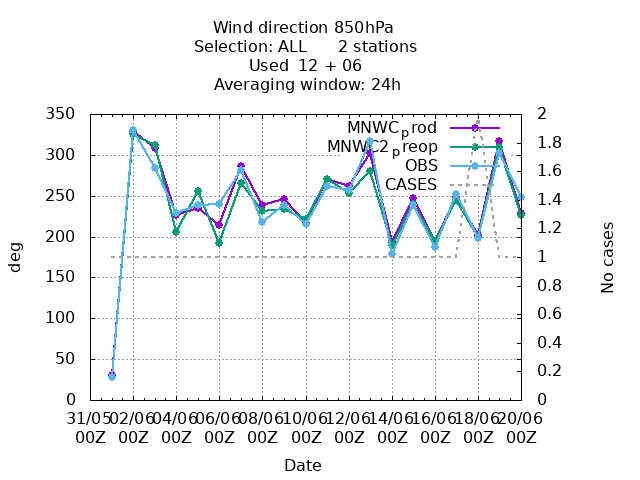 Wind direction 850hPa
Selection: ALL 2 stations
Used 12 + 06
Averaging window: 24h
deg
350
300
250
200
150
100
50
0
MNWC_prod
MNWC2_preop
OBS
CASES
2
1.8
1.6
1.4
1.2
1
0.8
0.6
0.4
0.2
0
No cases
31/05 02/06 04/06 06/06 08/06 10/06 12/06 14/06 16/06 18/06 20/06
00Z 00Z 00Z 00Z 00Z 00Z 00Z 00Z 00Z 00Z 00Z
Date